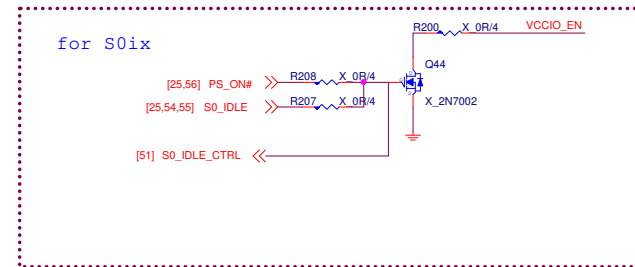 R200 X_0R/4 VCCIO_EN
for S0ix
Q44
[25,56] PS_ON# R208 X_0R/4
[25,54,55] S0_IDLE R207 X_0R/4
X_2N7002
[51] S0_IDLE_CTRL